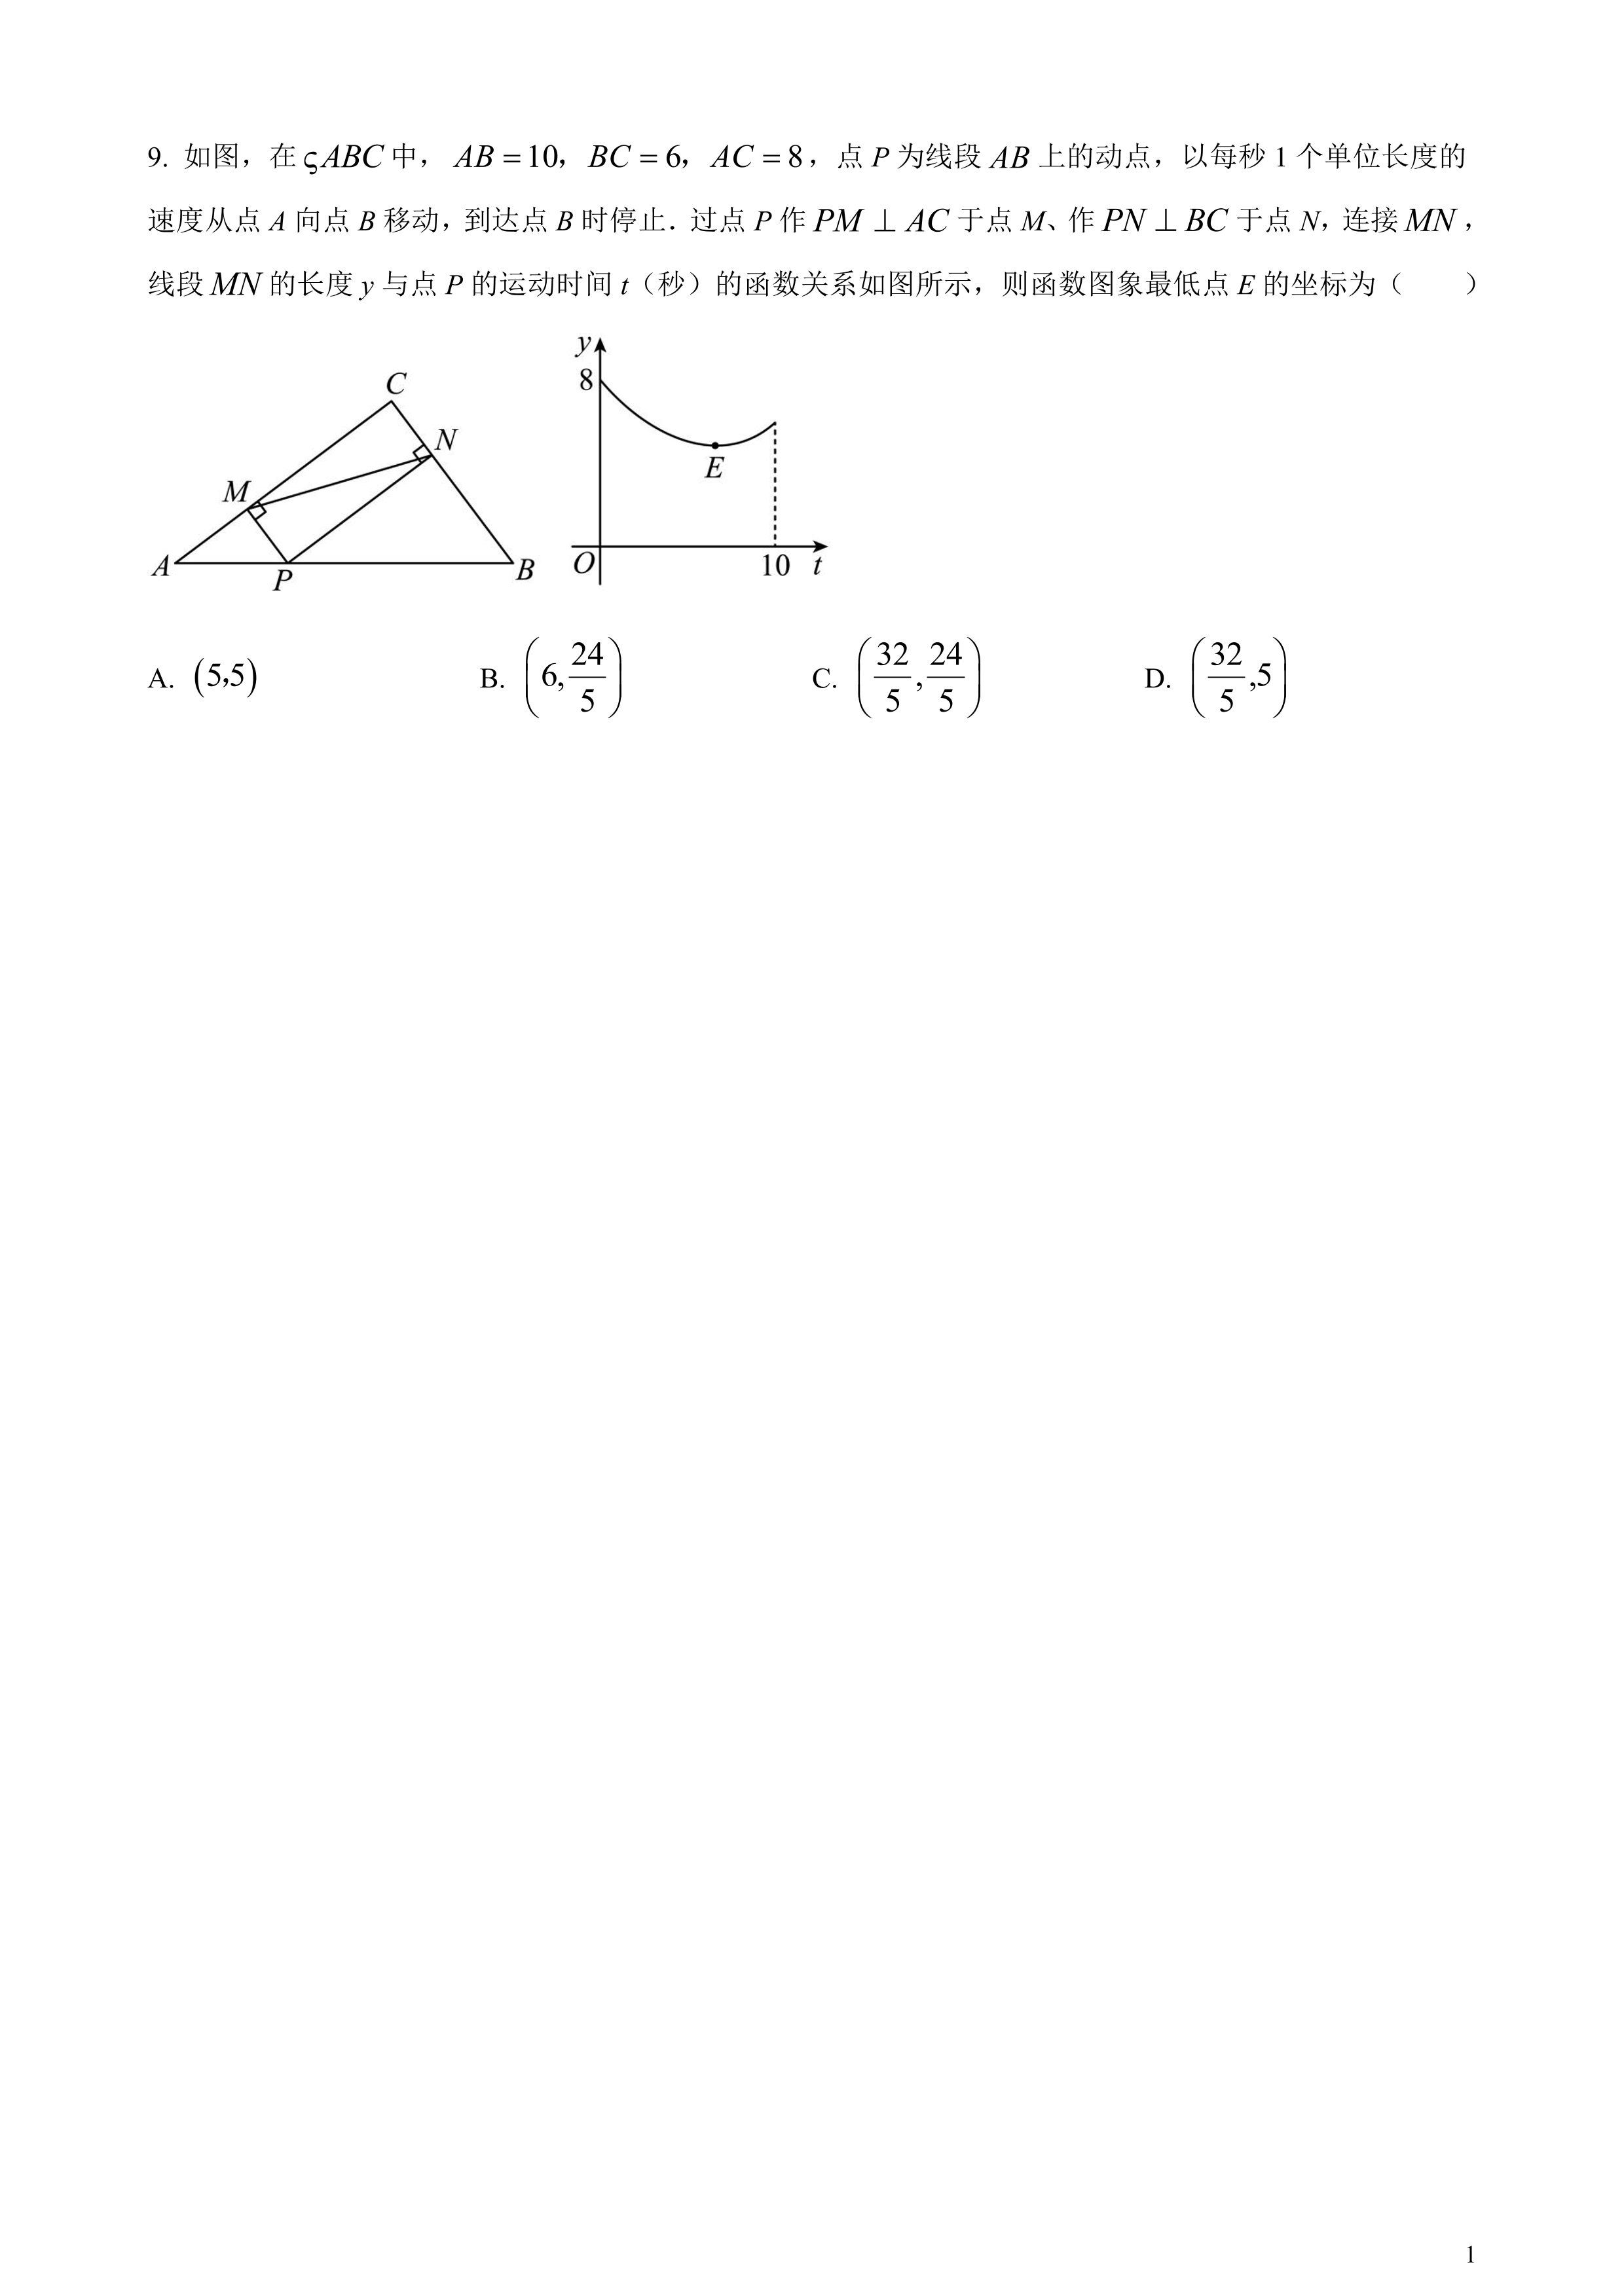 9. 如图，在ςABC中，AB=10，BC=6，AC=8，点 P 为线段 AB 上的动点，以每秒 1 个单位长度的
速度从点 A 向点 B 移动，到达点 B 时停止．过点 P 作 PM ⊥ AC 于点 M、作 PN ⊥ BC 于点 N，连接 MN，
线段 MN 的长度 y 与点 P 的运动时间 t（秒）的函数关系如图所示，则函数图象最低点 E 的坐标为（　　）
C
N
M
A
P
B
y
8
E
O
10
t
A. (5,5) B. (6, 24/5) C. (32/5, 24/5) D. (32/5, 5)
1